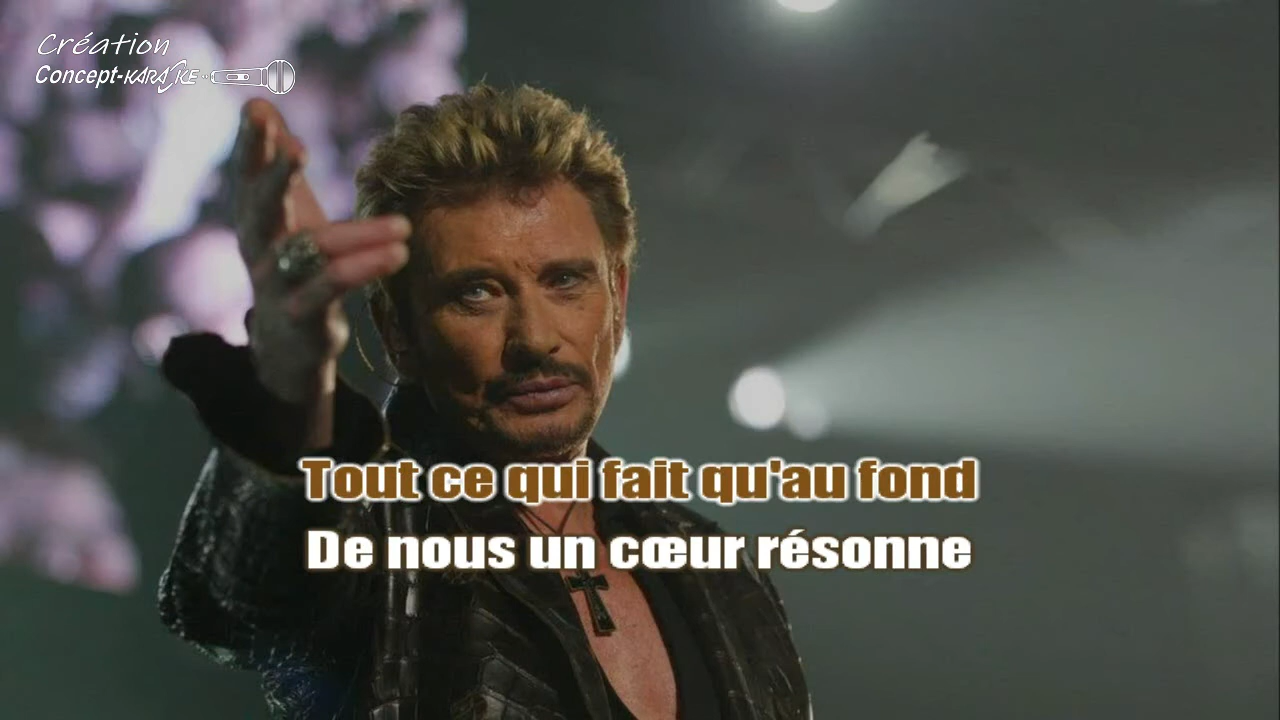 Création
Concept-KARAOKE
Tout ce qui fait qu'au fond
De nous un cœur résonne